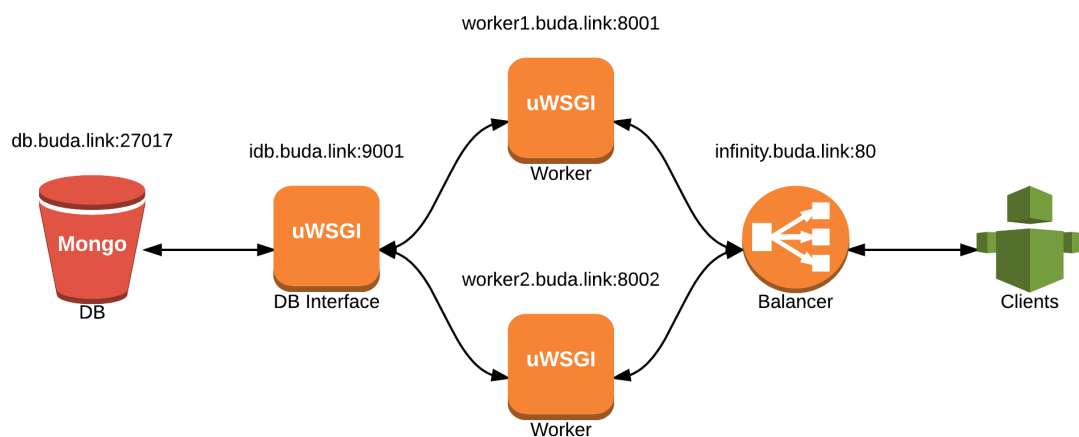 worker1.buda.link:8001
uWSGI
Worker
db.buda.link:27017
Mongo
DB
idb.buda.link:9001
uWSGI
DB Interface
infinity.buda.link:80
Balancer
Clients
worker2.buda.link:8002
uWSGI
Worker